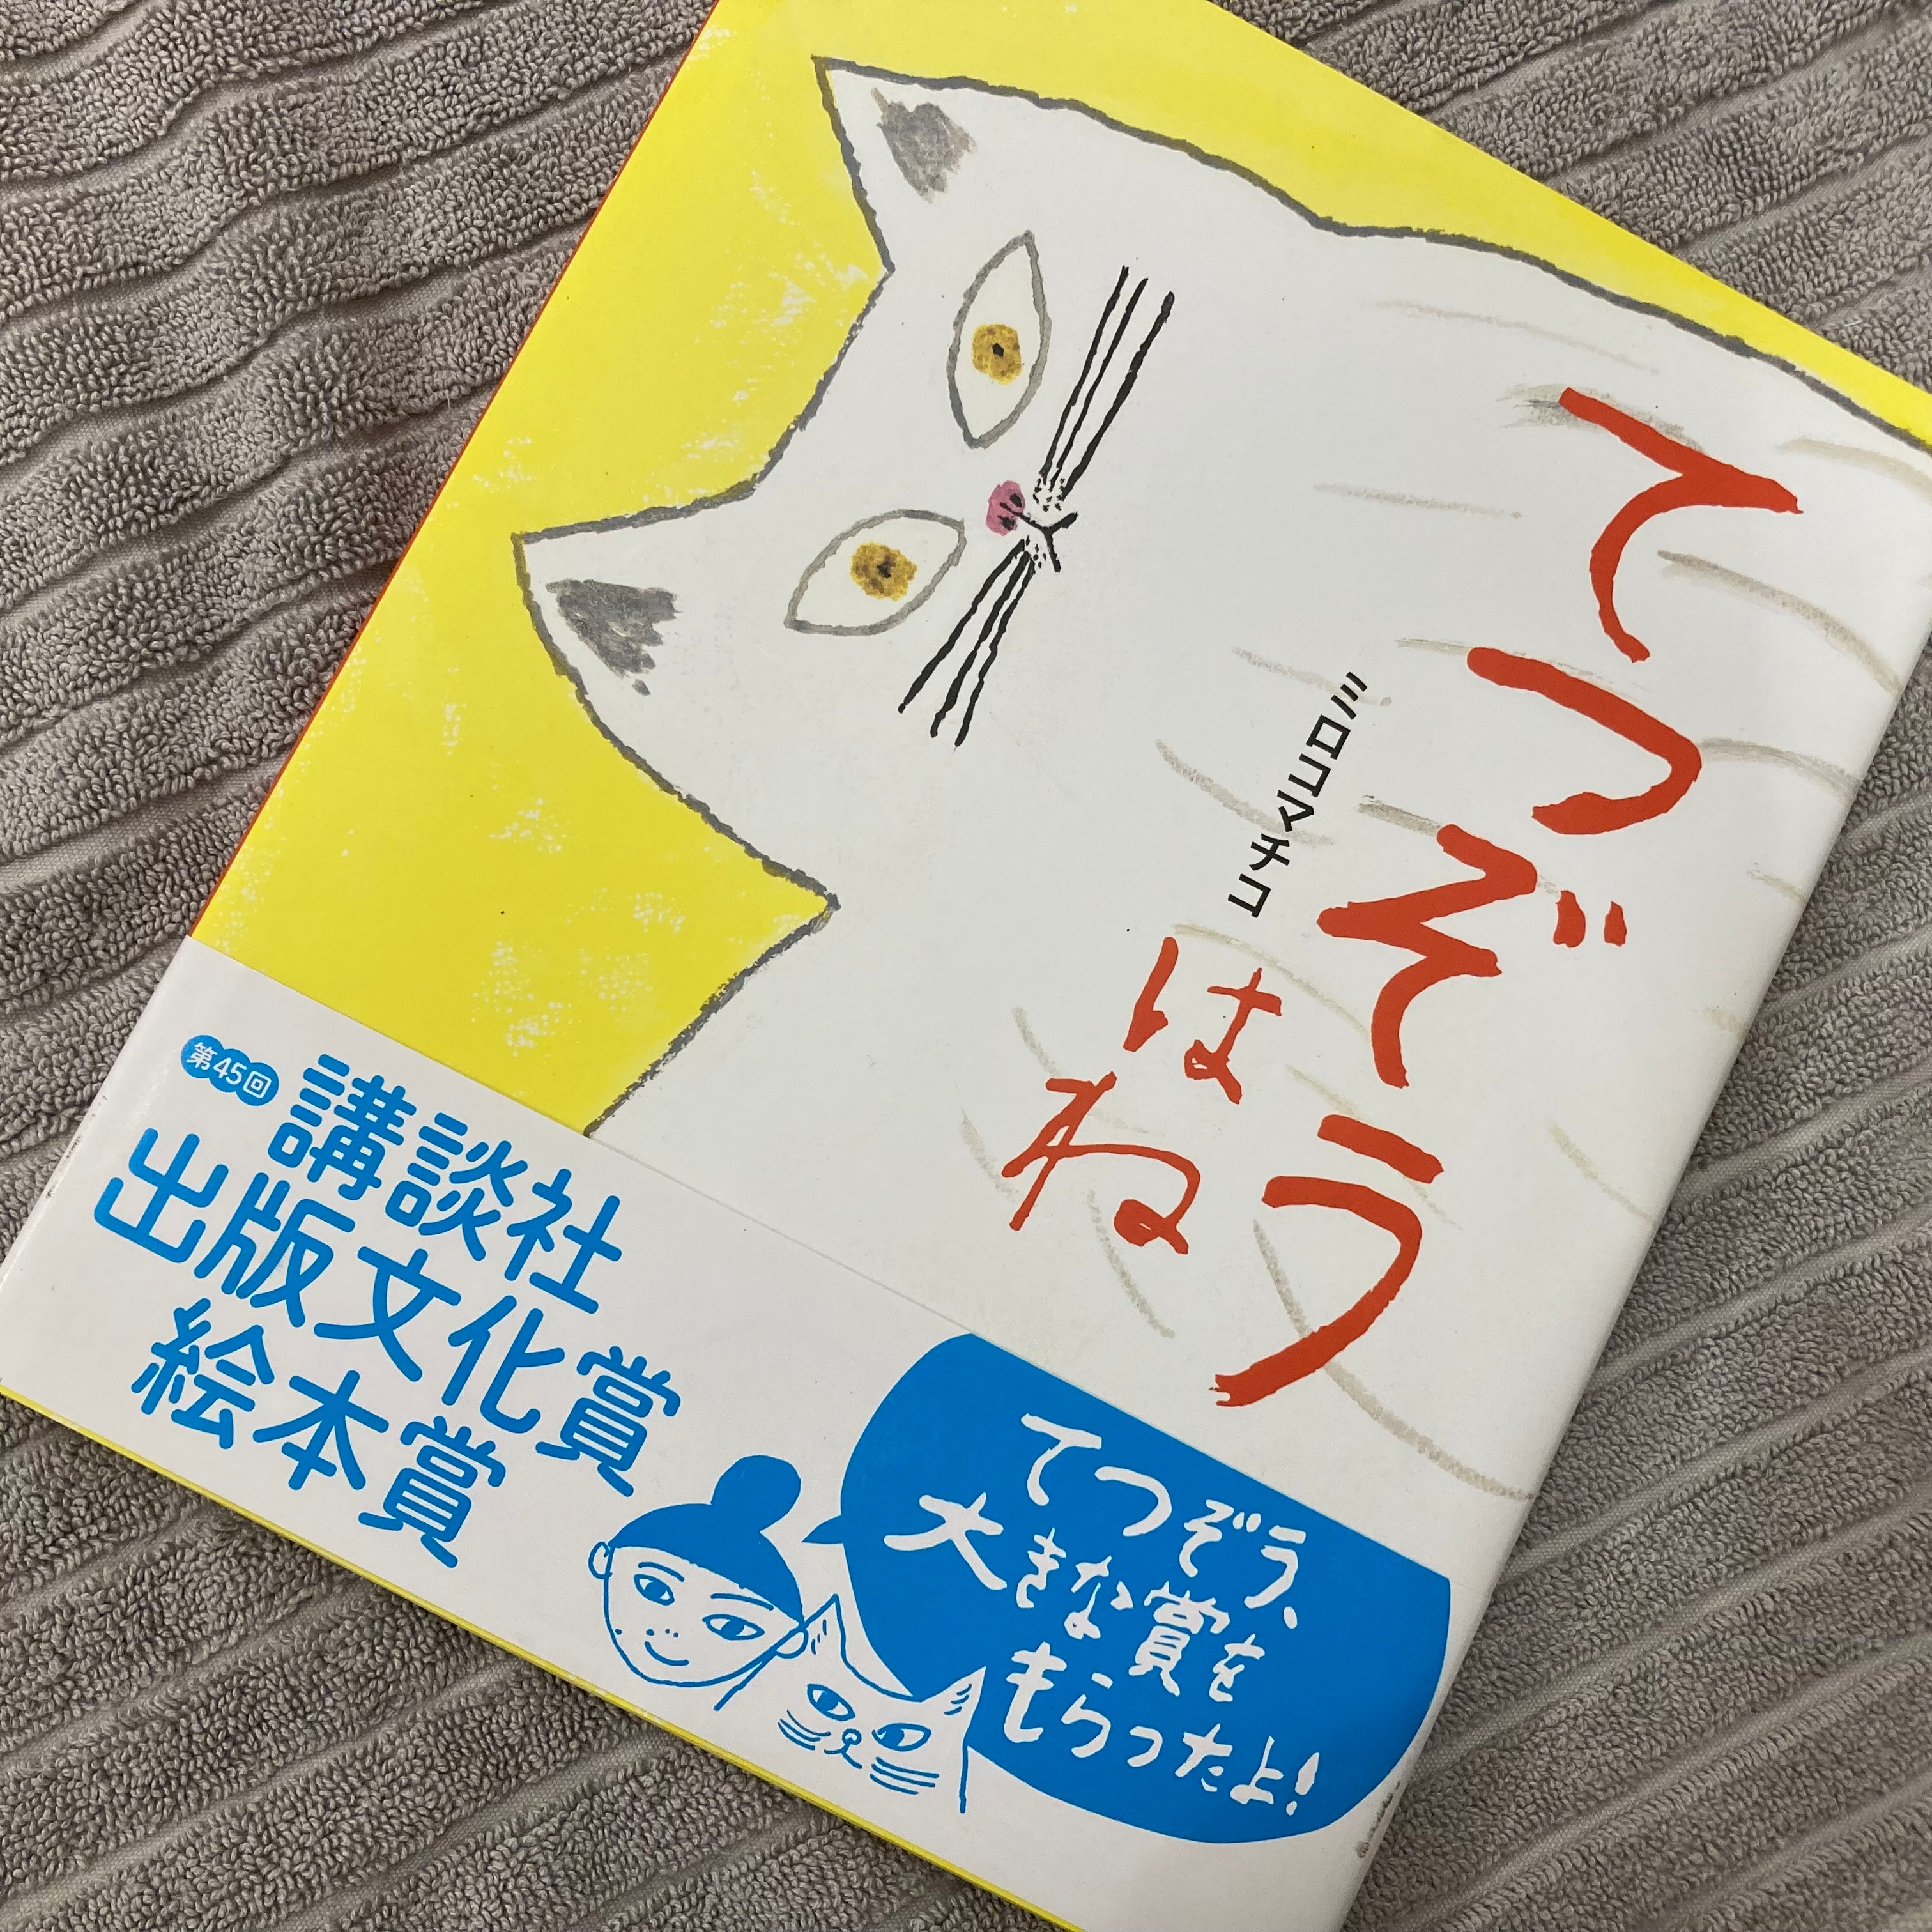 てつぞうはね
ミロコマチコ
第45回
講談社
出版文化賞
絵本賞
てつぞう、
大きな賞を
もらったよ!